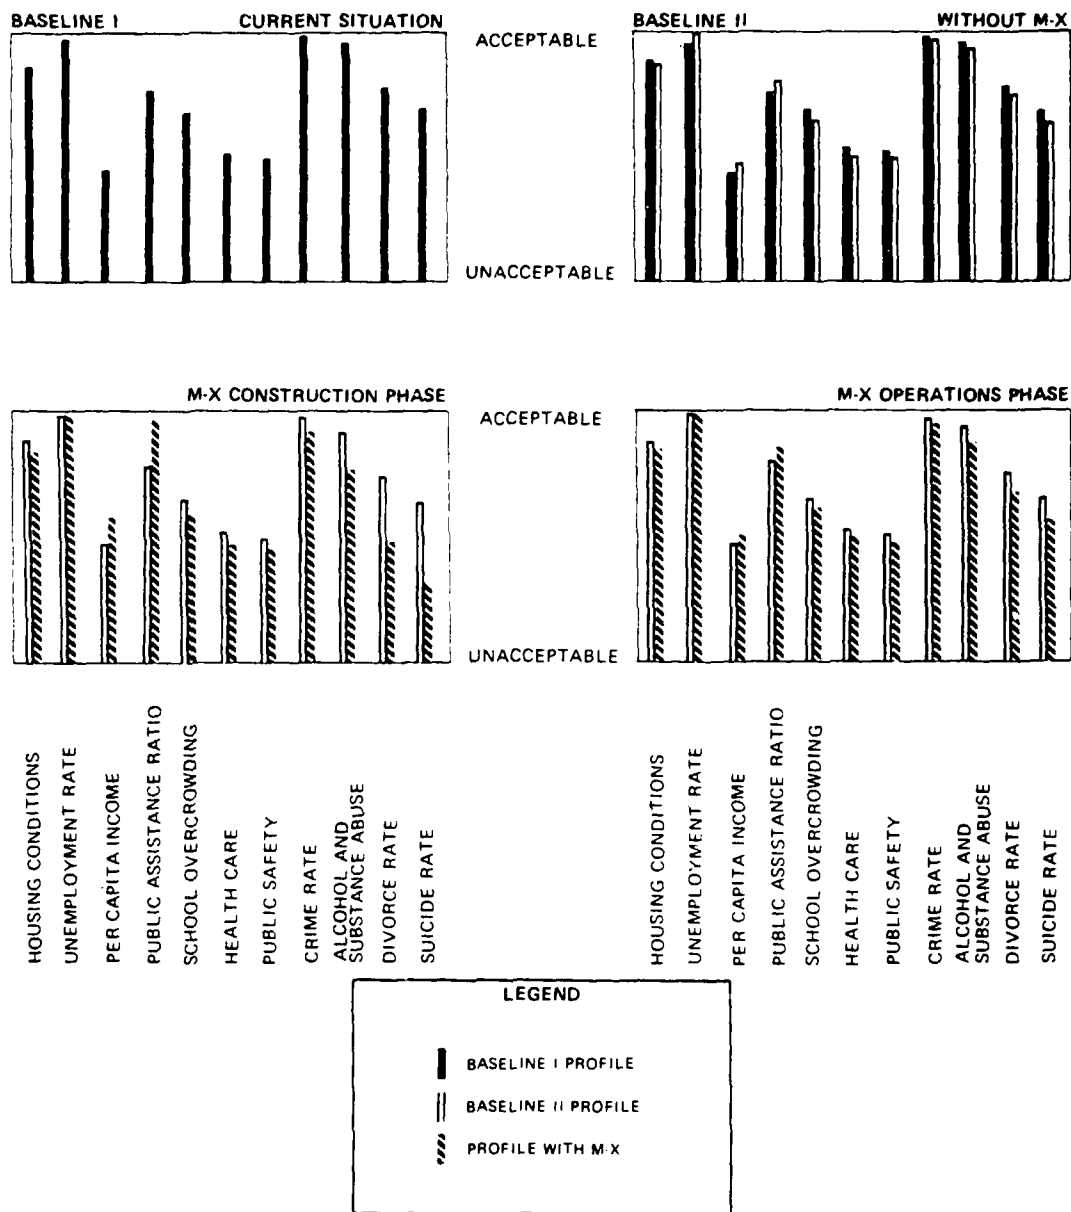 BASELINE I CURRENT SITUATION
ACCEPTABLE
UNACCEPTABLE
BASELINE II WITHOUT M-X
M-X CONSTRUCTION PHASE
ACCEPTABLE
UNACCEPTABLE
M-X OPERATIONS PHASE
HOUSING CONDITIONS
UNEMPLOYMENT RATE
PER CAPITA INCOME
PUBLIC ASSISTANCE RATIO
SCHOOL OVERCROWDING
HEALTH CARE
PUBLIC SAFETY
CRIME RATE
ALCOHOL AND
SUBSTANCE ABUSE
DIVORCE RATE
SUICIDE RATE
HOUSING CONDITIONS
UNEMPLOYMENT RATE
PER CAPITA INCOME
PUBLIC ASSISTANCE RATIO
SCHOOL OVERCROWDING
HEALTH CARE
PUBLIC SAFETY
CRIME RATE
ALCOHOL AND
SUBSTANCE ABUSE
DIVORCE RATE
SUICIDE RATE
LEGEND
BASELINE I PROFILE
BASELINE II PROFILE
PROFILE WITH M-X